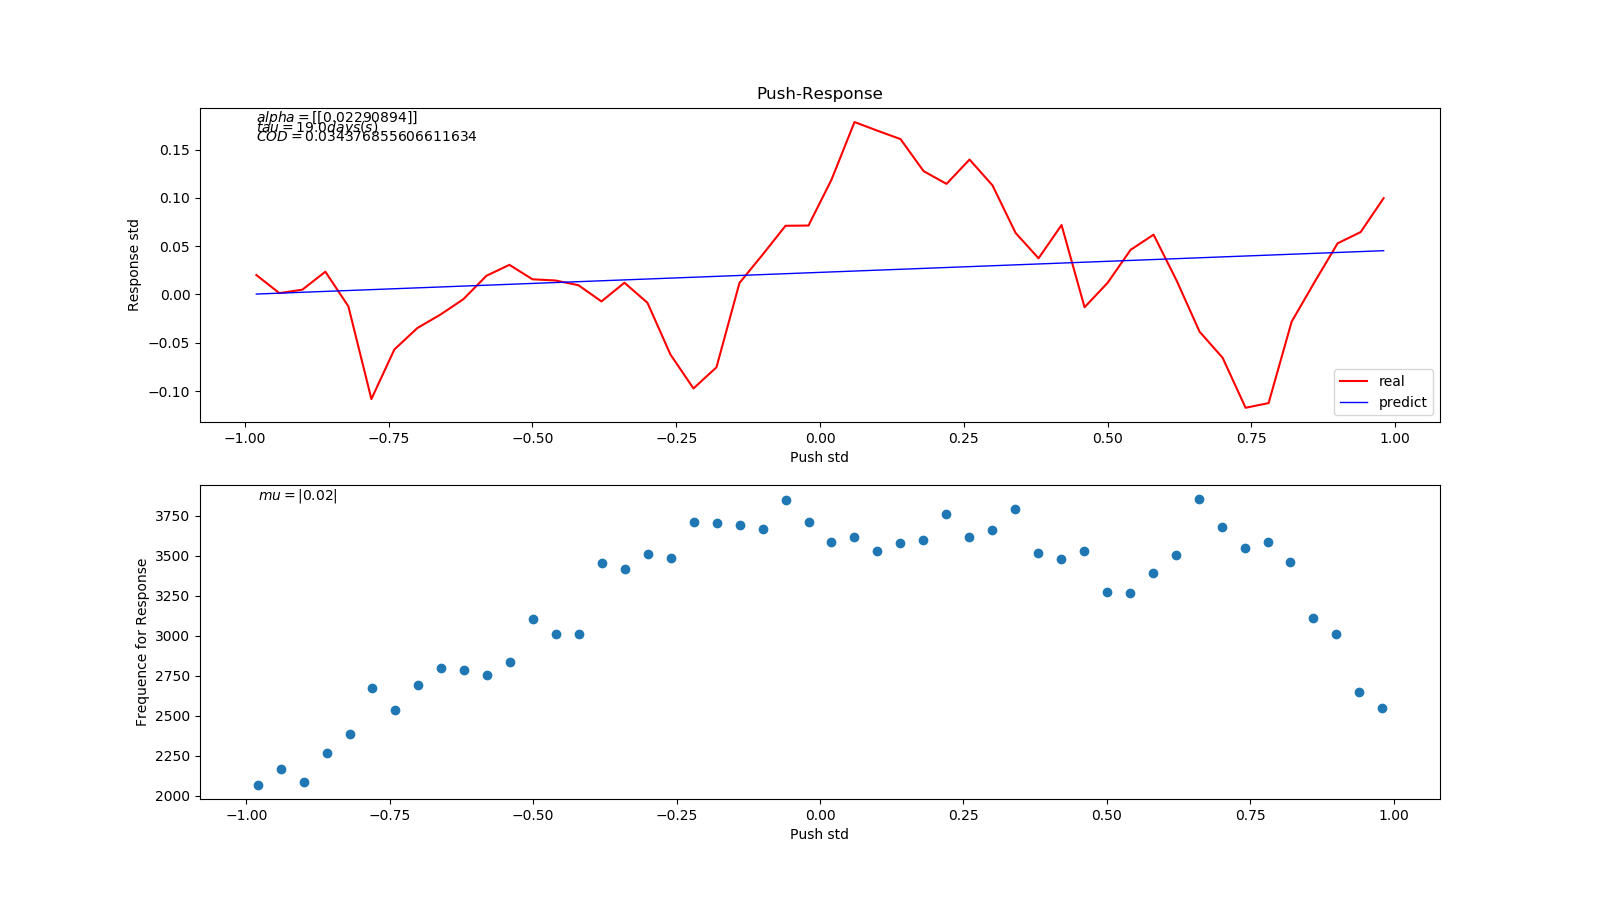 Push-Response
alpha = [[0.02290894]]
tau = 19.0days(s)
COD = 0.034376855606611634
0.15
0.10
0.05
0.00
−0.05
−0.10
Response std
real
predict
−1.00 −0.75 −0.50 −0.25 0.00 0.25 0.50 0.75 1.00
Push std
mu = |0.02|
3750
3500
3250
3000
2750
2500
2250
2000
Frequence for Response
−1.00 −0.75 −0.50 −0.25 0.00 0.25 0.50 0.75 1.00
Push std